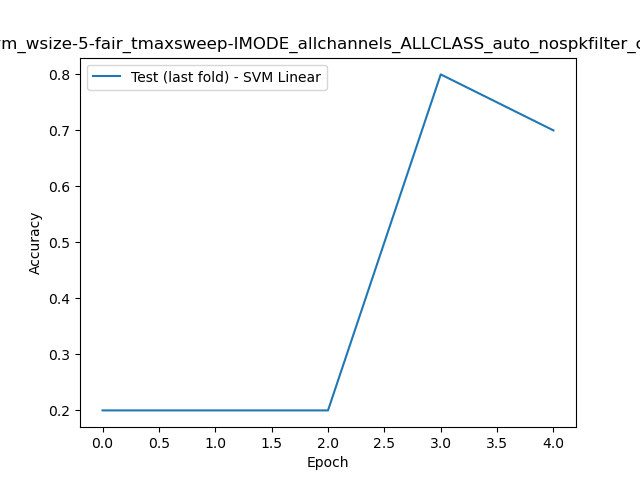 wsize-5-fair_tmaxsweep-IMODE_allchannels_ALLCLASS_auto_nospkfilter_
Test (last fold) - SVM Linear
0.8
0.7
0.6
0.5
0.4
0.3
0.2
Accuracy
0.0 0.5 1.0 1.5 2.0 2.5 3.0 3.5 4.0
Epoch